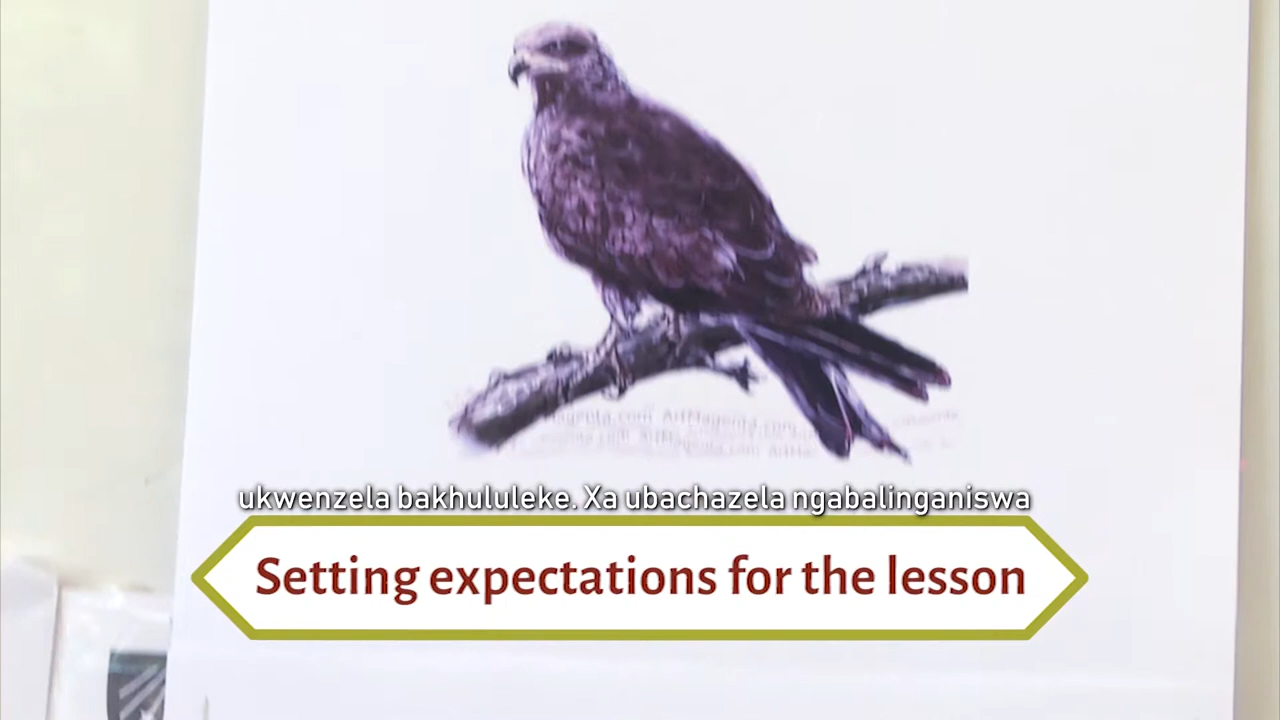 ukwenzela bakhululeke. Xa ubachazela ngabalinganiswa
Setting expectations for the lesson